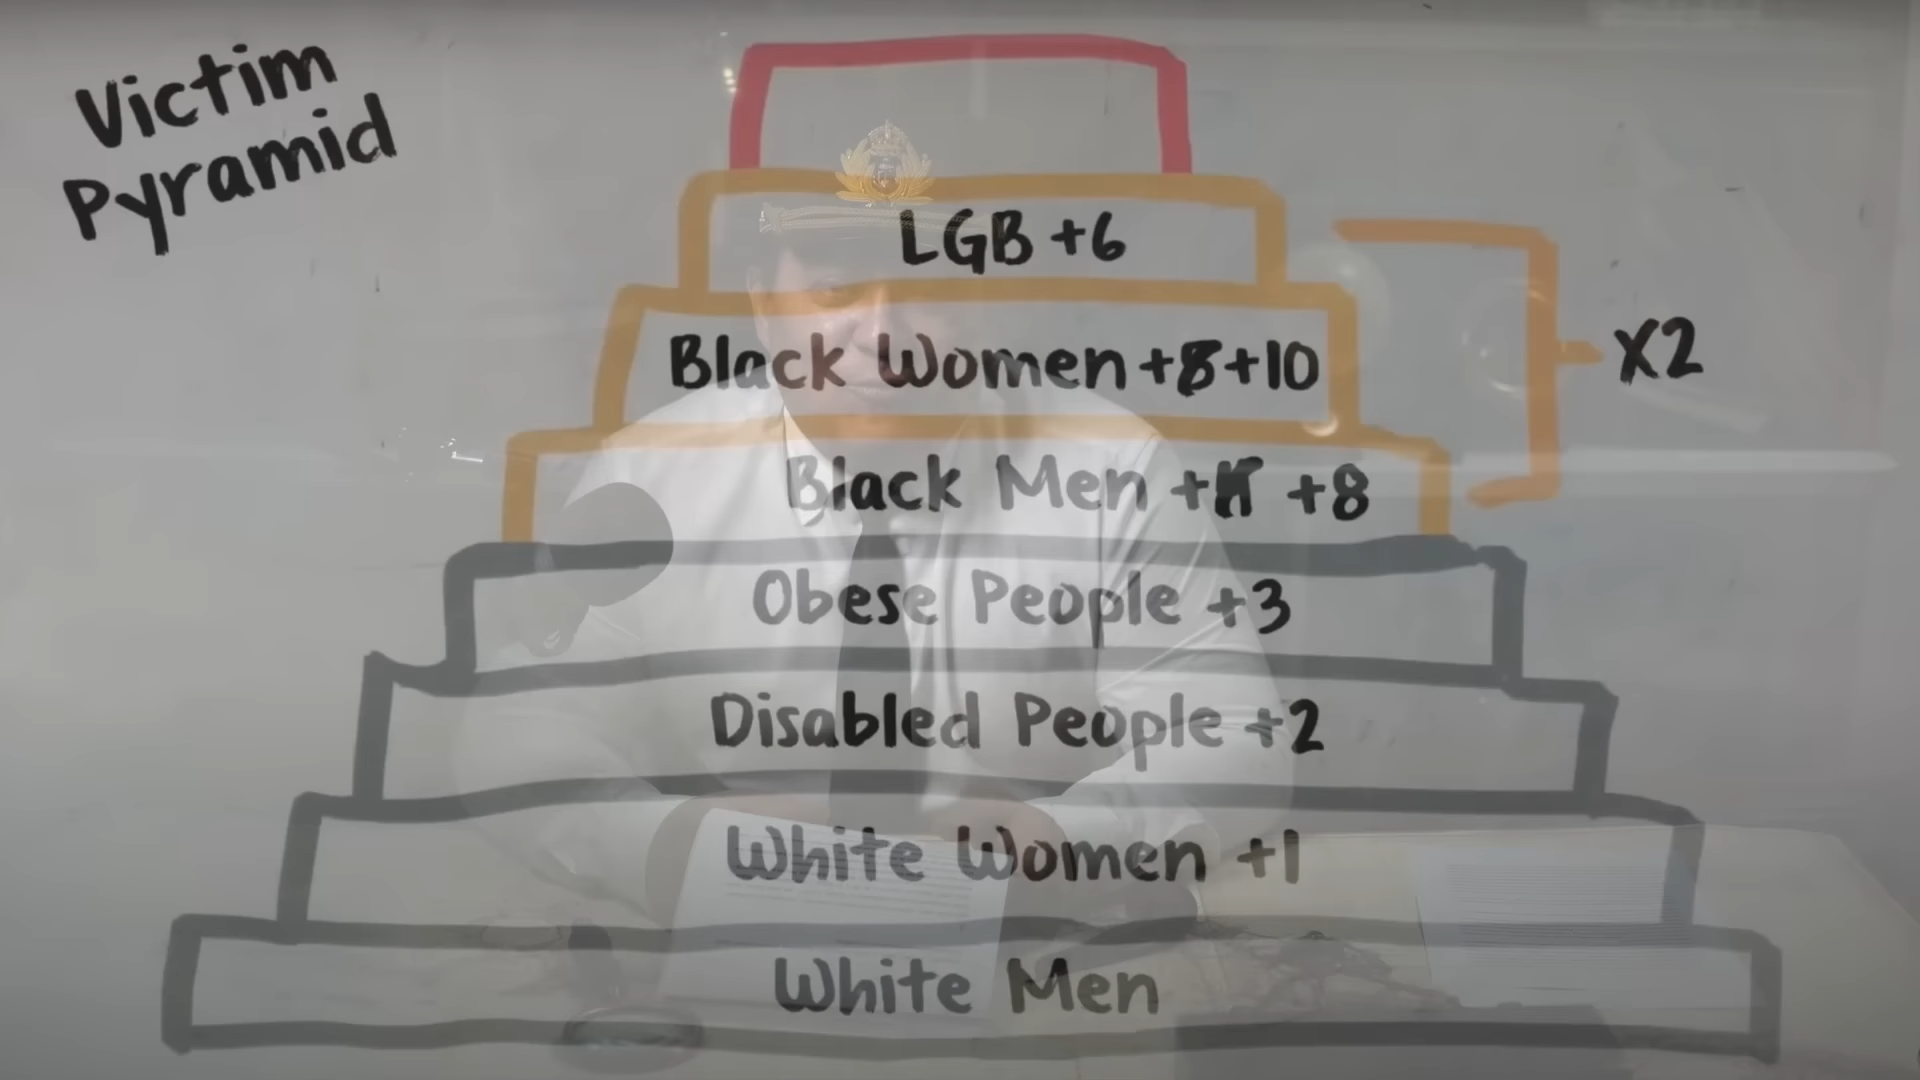 Victim
Pyramid
LGB +6
X2
Black Women +8+10
Black Men + +8
Obese People +3
Disabled People +2
White Women +1
White Men